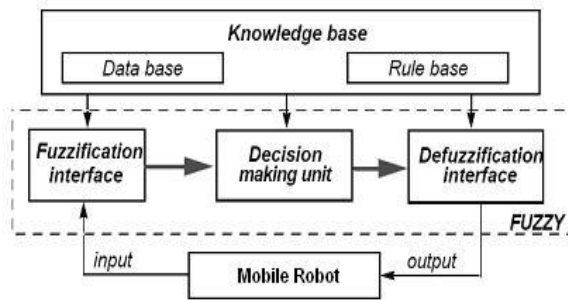 Knowledge base
Data base
Rule base
Fuzzification
interface
Decision
making unit
Defuzzification
interface
FUZZY
input
Mobile Robot
output